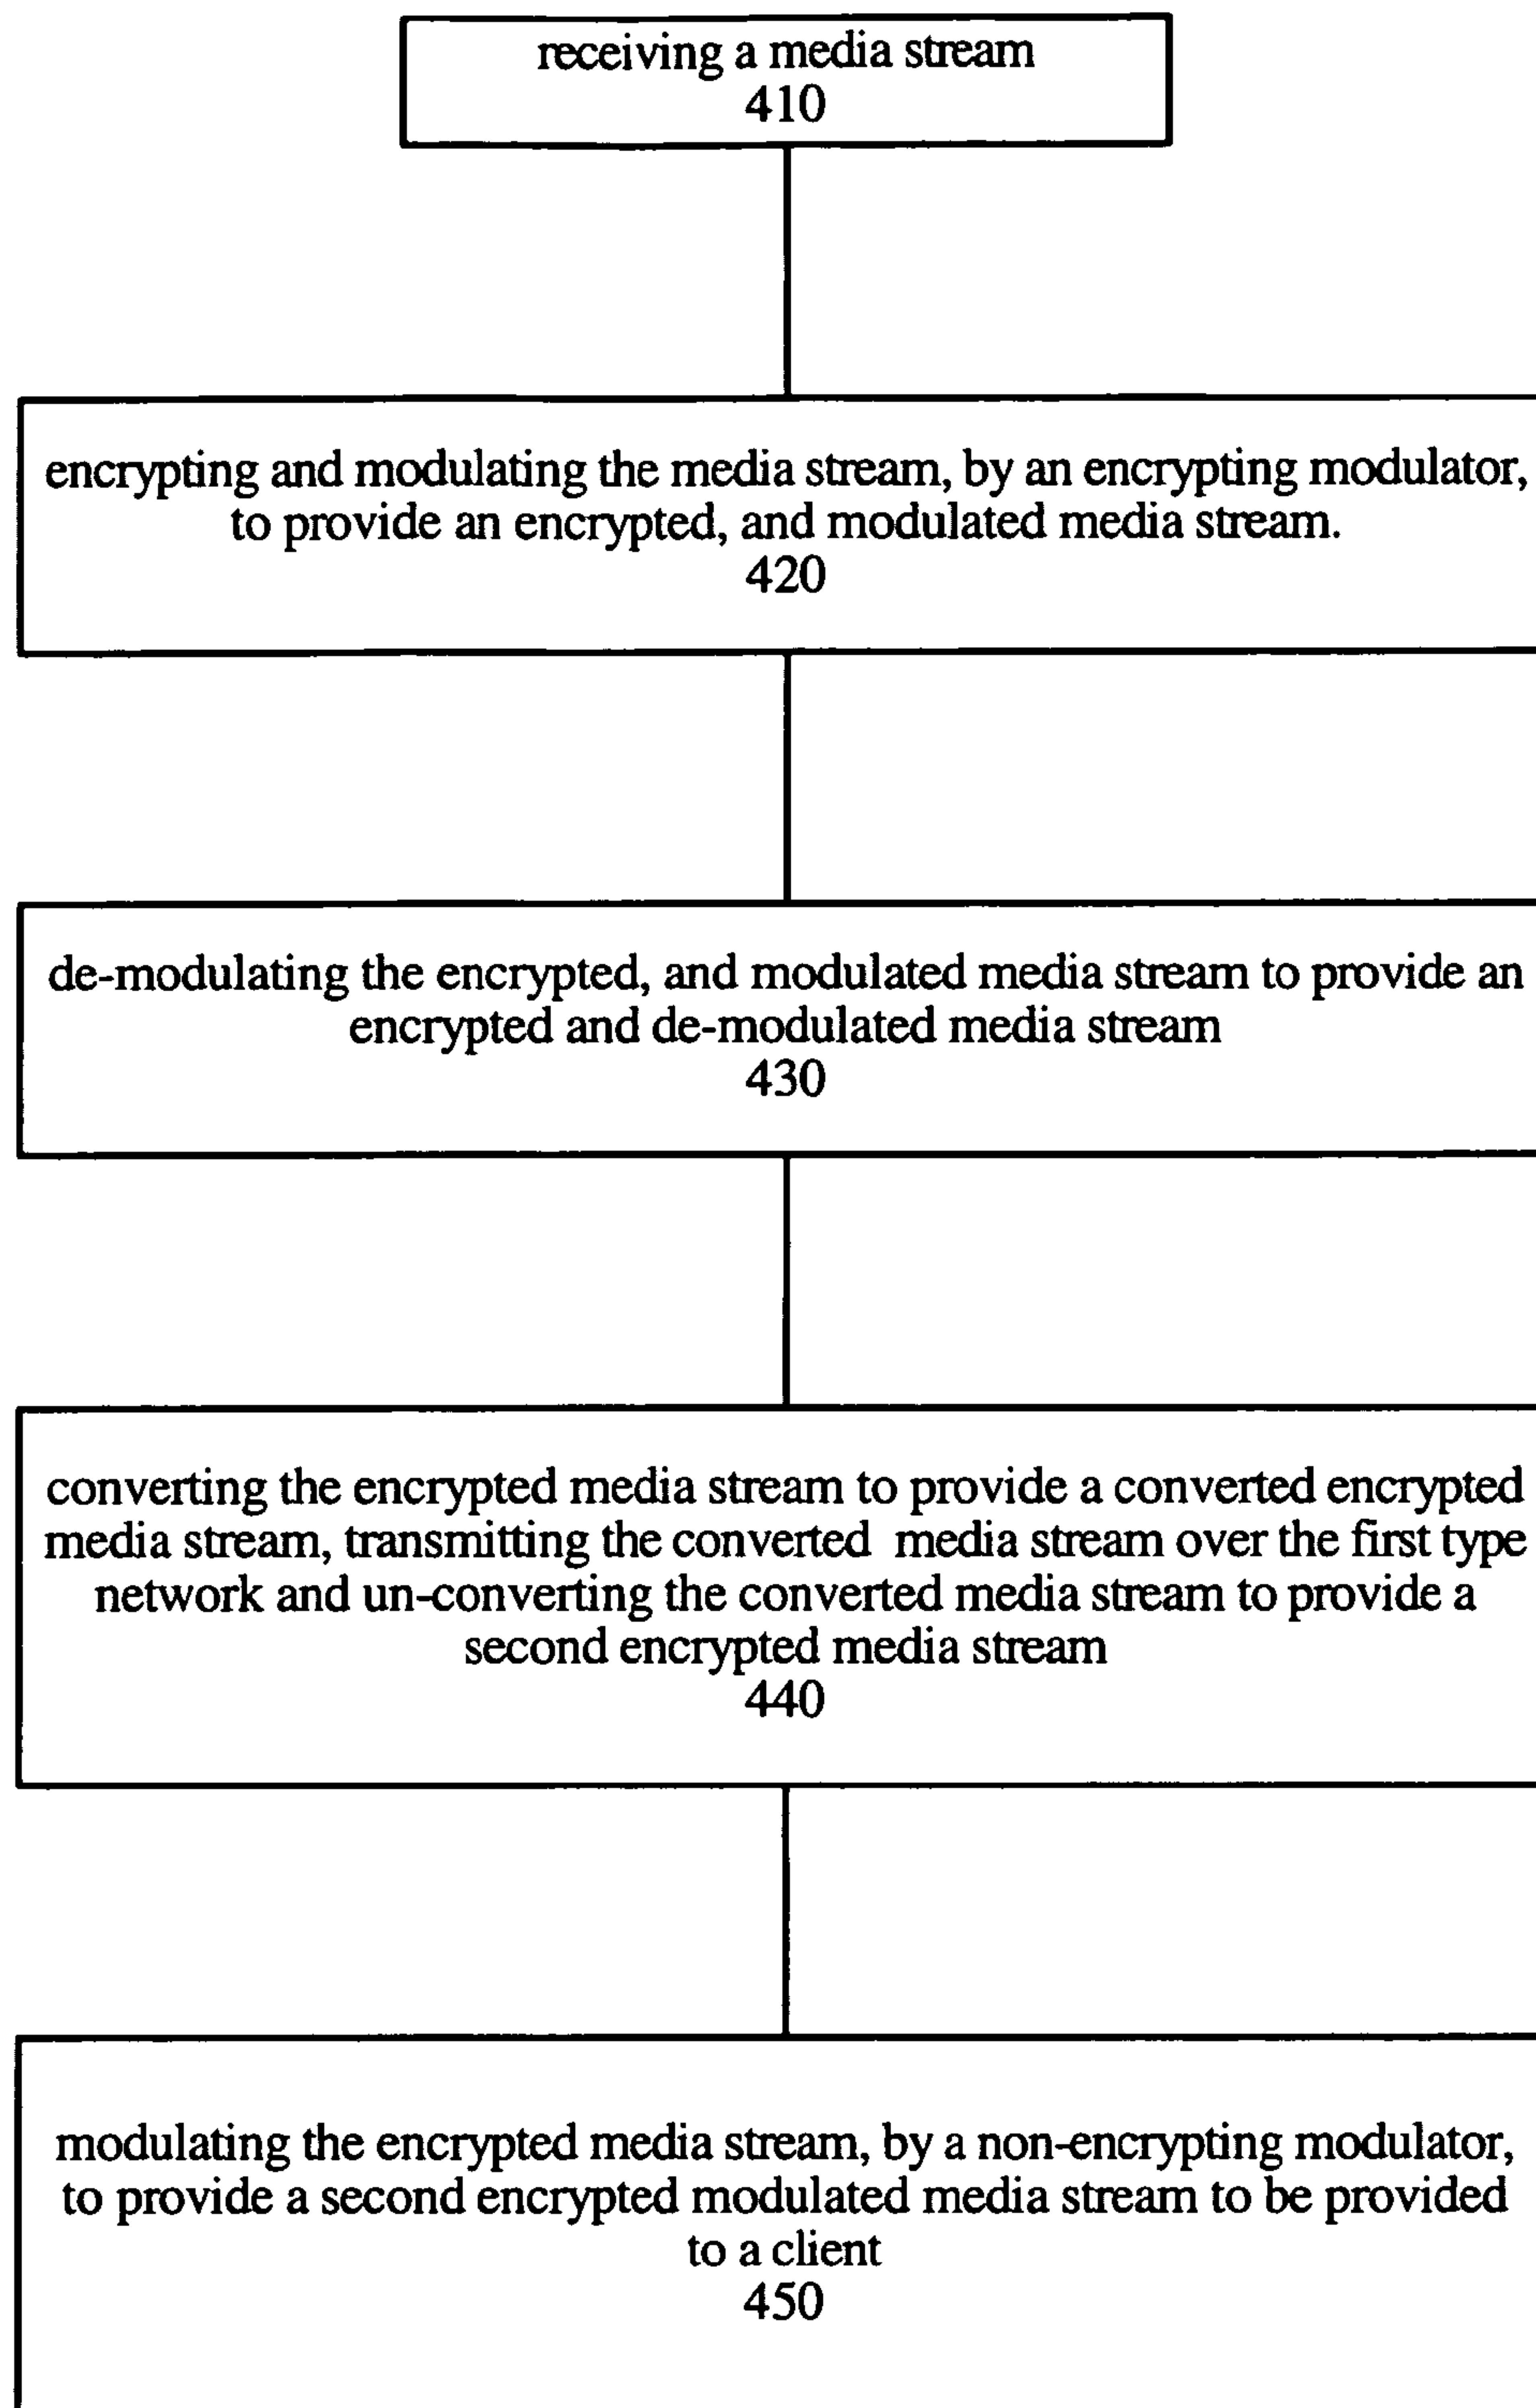 receiving a media stream
410
encrypting and modulating the media stream, by an encrypting modulator,
to provide an encrypted, and modulated media stream.
420
de-modulating the encrypted, and modulated media stream to provide an
encrypted and de-modulated media stream
430
converting the encrypted media stream to provide a converted encrypted
media stream, transmitting the converted media stream over the first type
network and un-converting the converted media stream to provide a
second encrypted media stream
440
modulating the encrypted media stream, by a non-encrypting modulator,
to provide a second encrypted modulated media stream to be provided
to a client
450